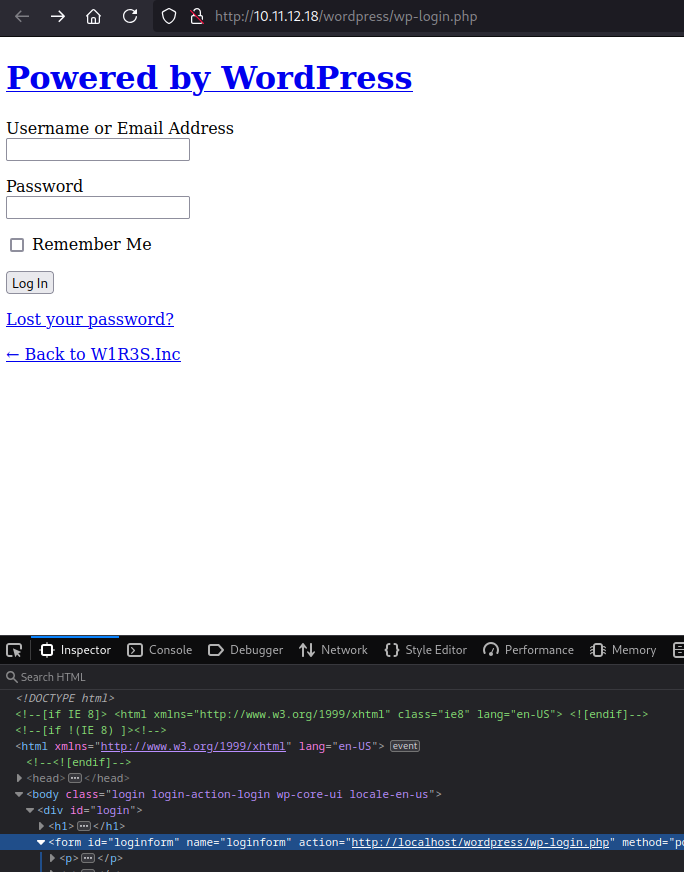 http://10.11.12.18/wordpress/wp-login.php
Powered by WordPress
Username or Email Address
Password
Remember Me
Log In
Lost your password?
← Back to W1R3S.Inc
Inspector Console Debugger Network Style Editor Performance Memory
Search HTML
<!DOCTYPE html>
<!--[if IE 8]> <html xmlns="http://www.w3.org/1999/xhtml" class="ie8" lang="en-US"> <![endif]-->
<!--[if !(IE 8) ]><!-->
<html xmlns="http://www.w3.org/1999/xhtml" lang="en-US"> event
<!--<![endif]-->
<head> ••• </head>
<body class="login login-action-login wp-core-ui locale-en-us">
<div id="login">
<h1> ••• </h1>
<form id="loginform" name="loginform" action="http://localhost/wordpress/wp-login.php" method="po
<p> ••• </p>